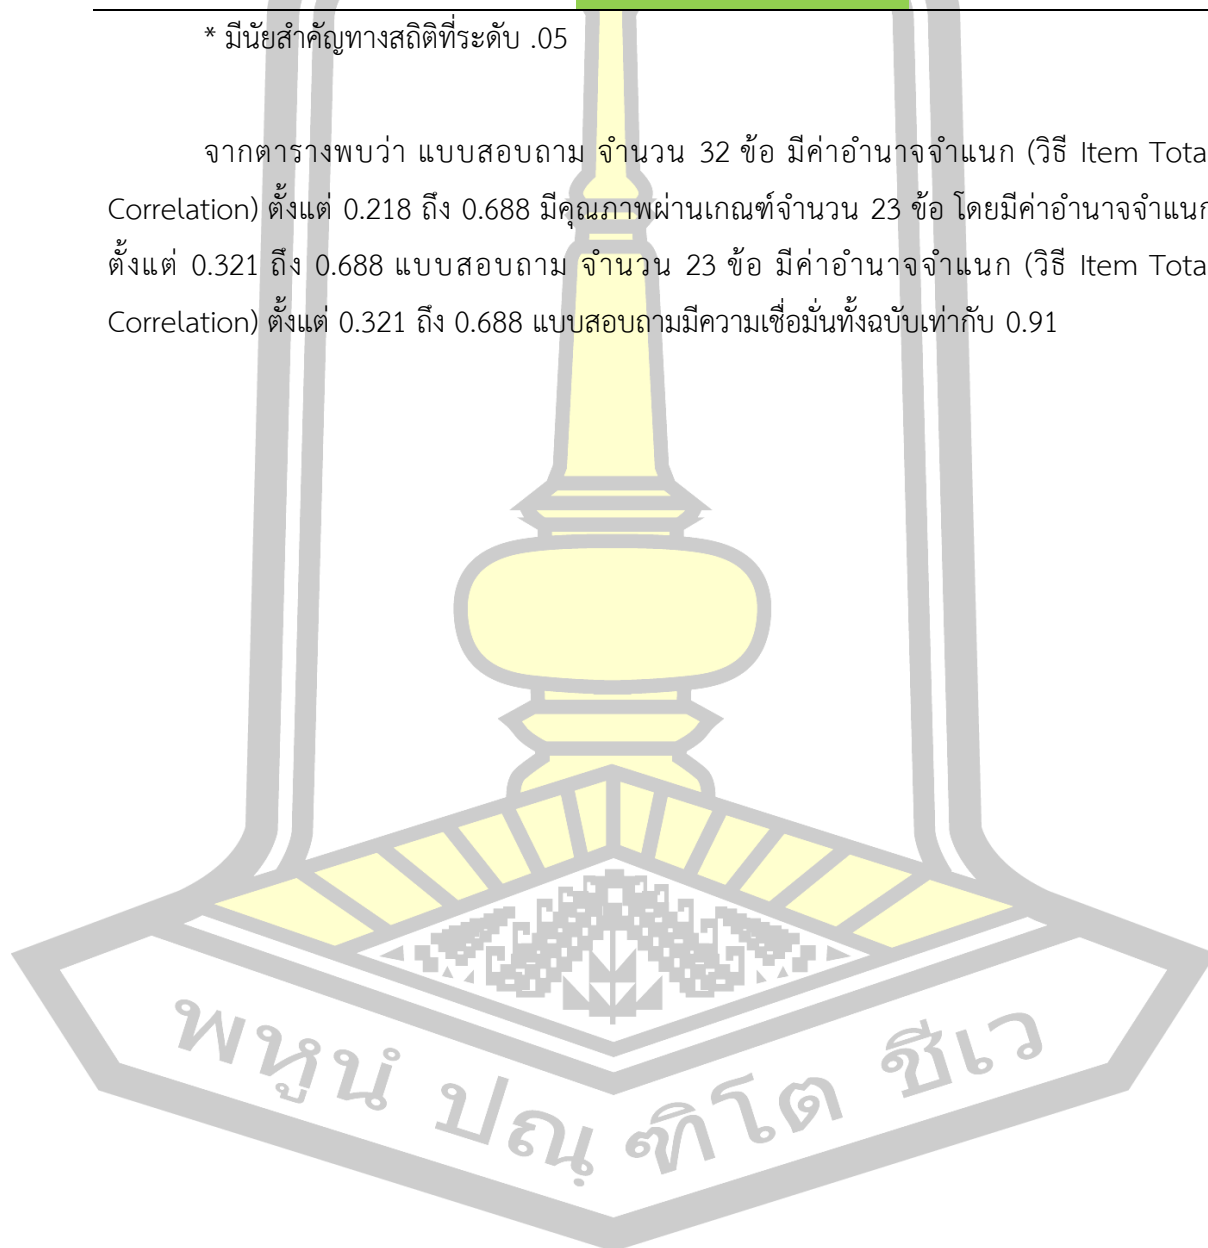 * มีนัยสำคัญทางสถิติที่ระดับ .05
จากตารางพบว่า แบบสอบถาม จำนวน 32 ข้อ มีค่าอำนาจจำแนก (วิธี Item Tota
Correlation) ตั้งแต่ 0.218 ถึง 0.688 มีคุณภาพผ่านเกณฑ์จำนวน 23 ข้อ โดยมีค่าอำนาจจำแนก
ตั้งแต่ 0.321 ถึง 0.688 แบบสอบถาม จำนวน 23 ข้อ มีค่าอำนาจจำแนก (วิธี Item Tota
Correlation) ตั้งแต่ 0.321 ถึง 0.688 แบบสอบถามมีความเชื่อมั่นทั้งฉบับเท่ากับ 0.91
พหูนํ ปณฺ ฑิโต ชีเว